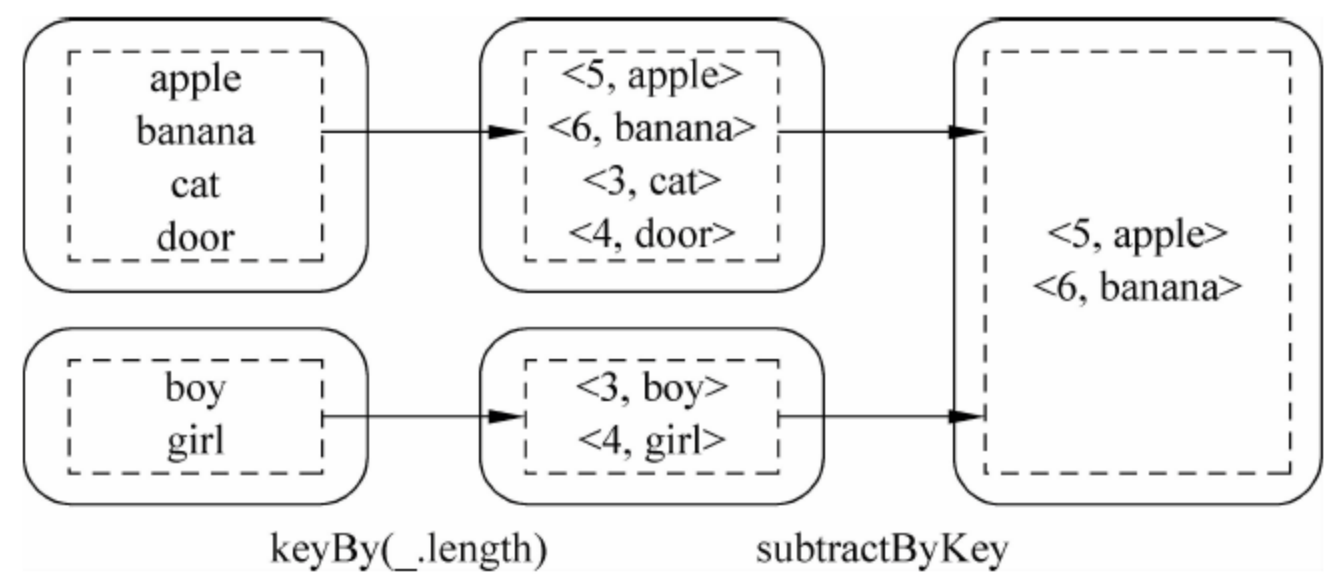 apple
banana
cat
door
<5, apple>
<6, banana>
<3, cat>
<4, door>
<5, apple>
<6, banana>
boy
girl
<3, boy>
<4, girl>
keyBy(_.length)
subtractByKey